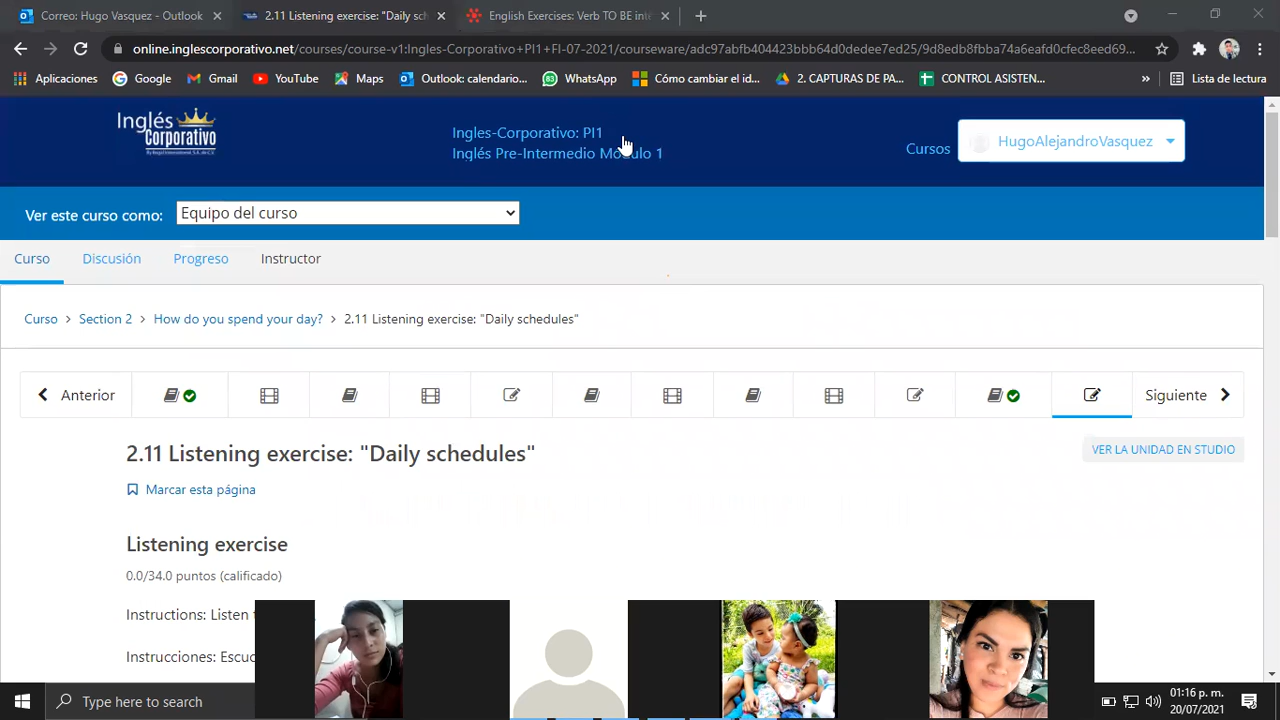 Correo: Hugo Vasquez - Outlook
2.11 Listening exercise: "Daily sch
English Exercises: Verb TO BE inte
online.inglescorporativo.net/courses/course-v1:Ingles-Corporativo+PI1+FI-07-2021/courseware/adc97abfb404423bbb64d0dedee7ed25/9d8edb8fbba74a6eafd0cfec8eed69...
Aplicaciones
Google
Gmail
YouTube
Maps
Outlook: calendario...
WhatsApp
Cómo cambiar el id...
2. CAPTURAS DE PA...
CONTROL ASISTEN...
»
Lista de lectura
Inglés
Corporativo
Ingles-Corporativo: PI1
Inglés Pre-Intermedio Módulo 1
Cursos
HugoAlejandroVasquez
Ver este curso como:
Equipo del curso
Curso
Discusión
Progreso
Instructor
Curso > Section 2 > How do you spend your day? > 2.11 Listening exercise: "Daily schedules"
Anterior
Siguiente
2.11 Listening exercise: "Daily schedules"
VER LA UNIDAD EN STUDIO
Marcar esta página
Listening exercise
0.0/34.0 puntos (calificado)
Instructions: Listen
Instrucciones: Escu
Type here to search
01:16 p. m.
20/07/2021